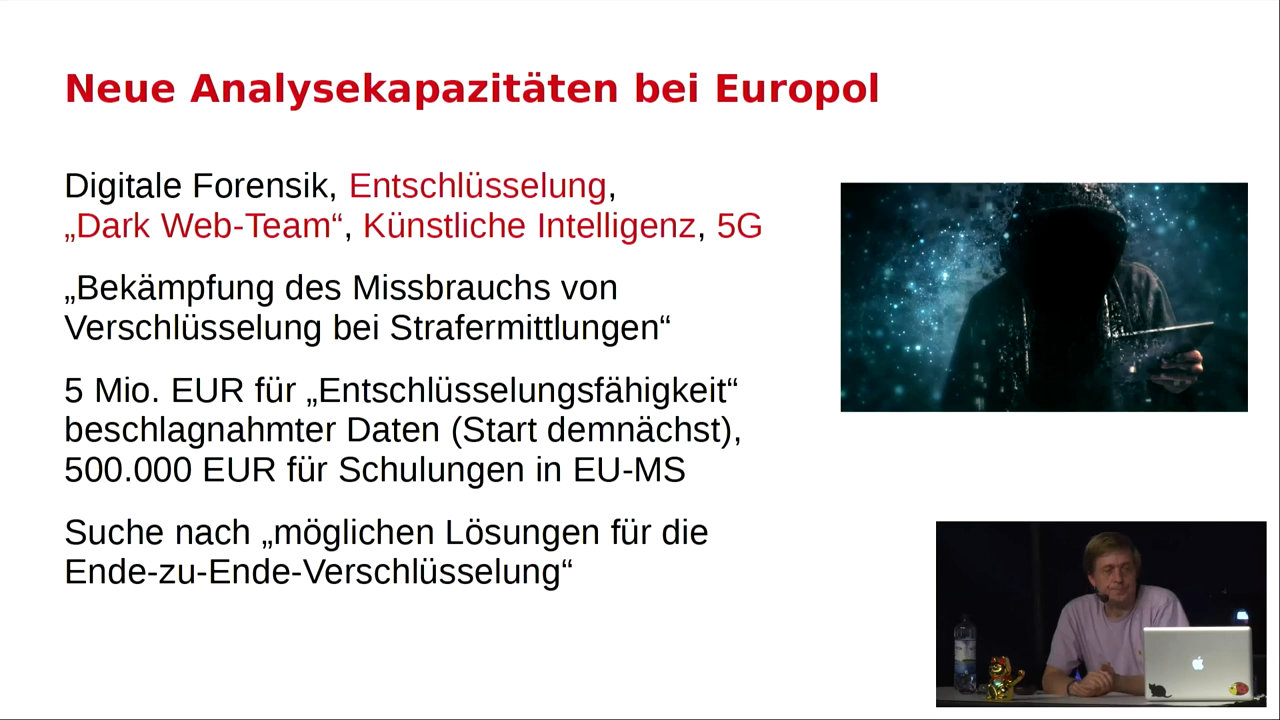 Neue Analysekapazitäten bei Europol
Digitale Forensik, Entschlüsselung,
„Dark Web-Team“, Künstliche Intelligenz, 5G
„Bekämpfung des Missbrauchs von
Verschlüsselung bei Strafermittlungen“
5 Mio. EUR für „Entschlüsselungsfähigkeit“
beschlagnahmter Daten (Start demnächst),
500.000 EUR für Schulungen in EU-MS
Suche nach „möglichen Lösungen für die
Ende-zu-Ende-Verschlüsselung“